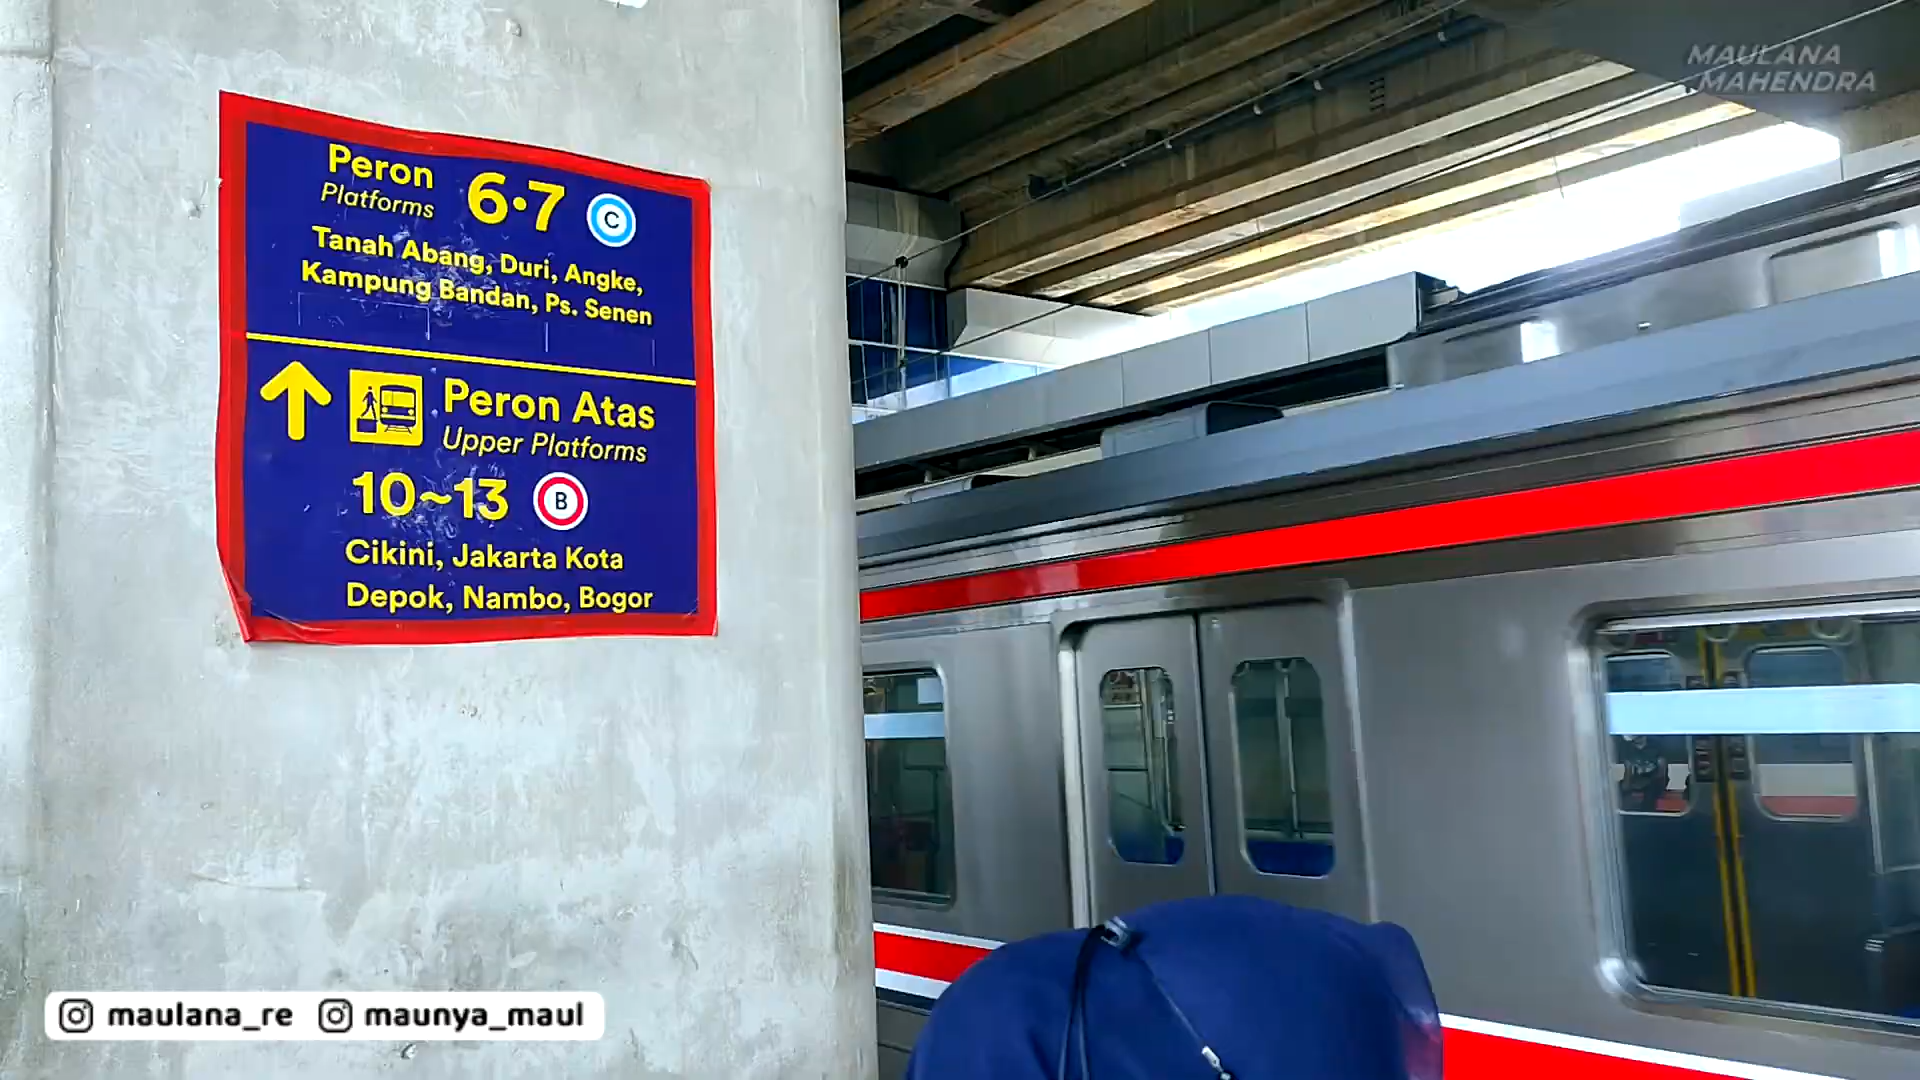 Peron
Platforms
6·7
C
Tanah Abang, Duri, Angke,
Kampung Bandan, Ps. Senen
Peron Atas
Upper Platforms
10~13
B
Cikini, Jakarta Kota
Depok, Nambo, Bogor
MAULANA
MAHENDRA
maulana_re
maunya_maul